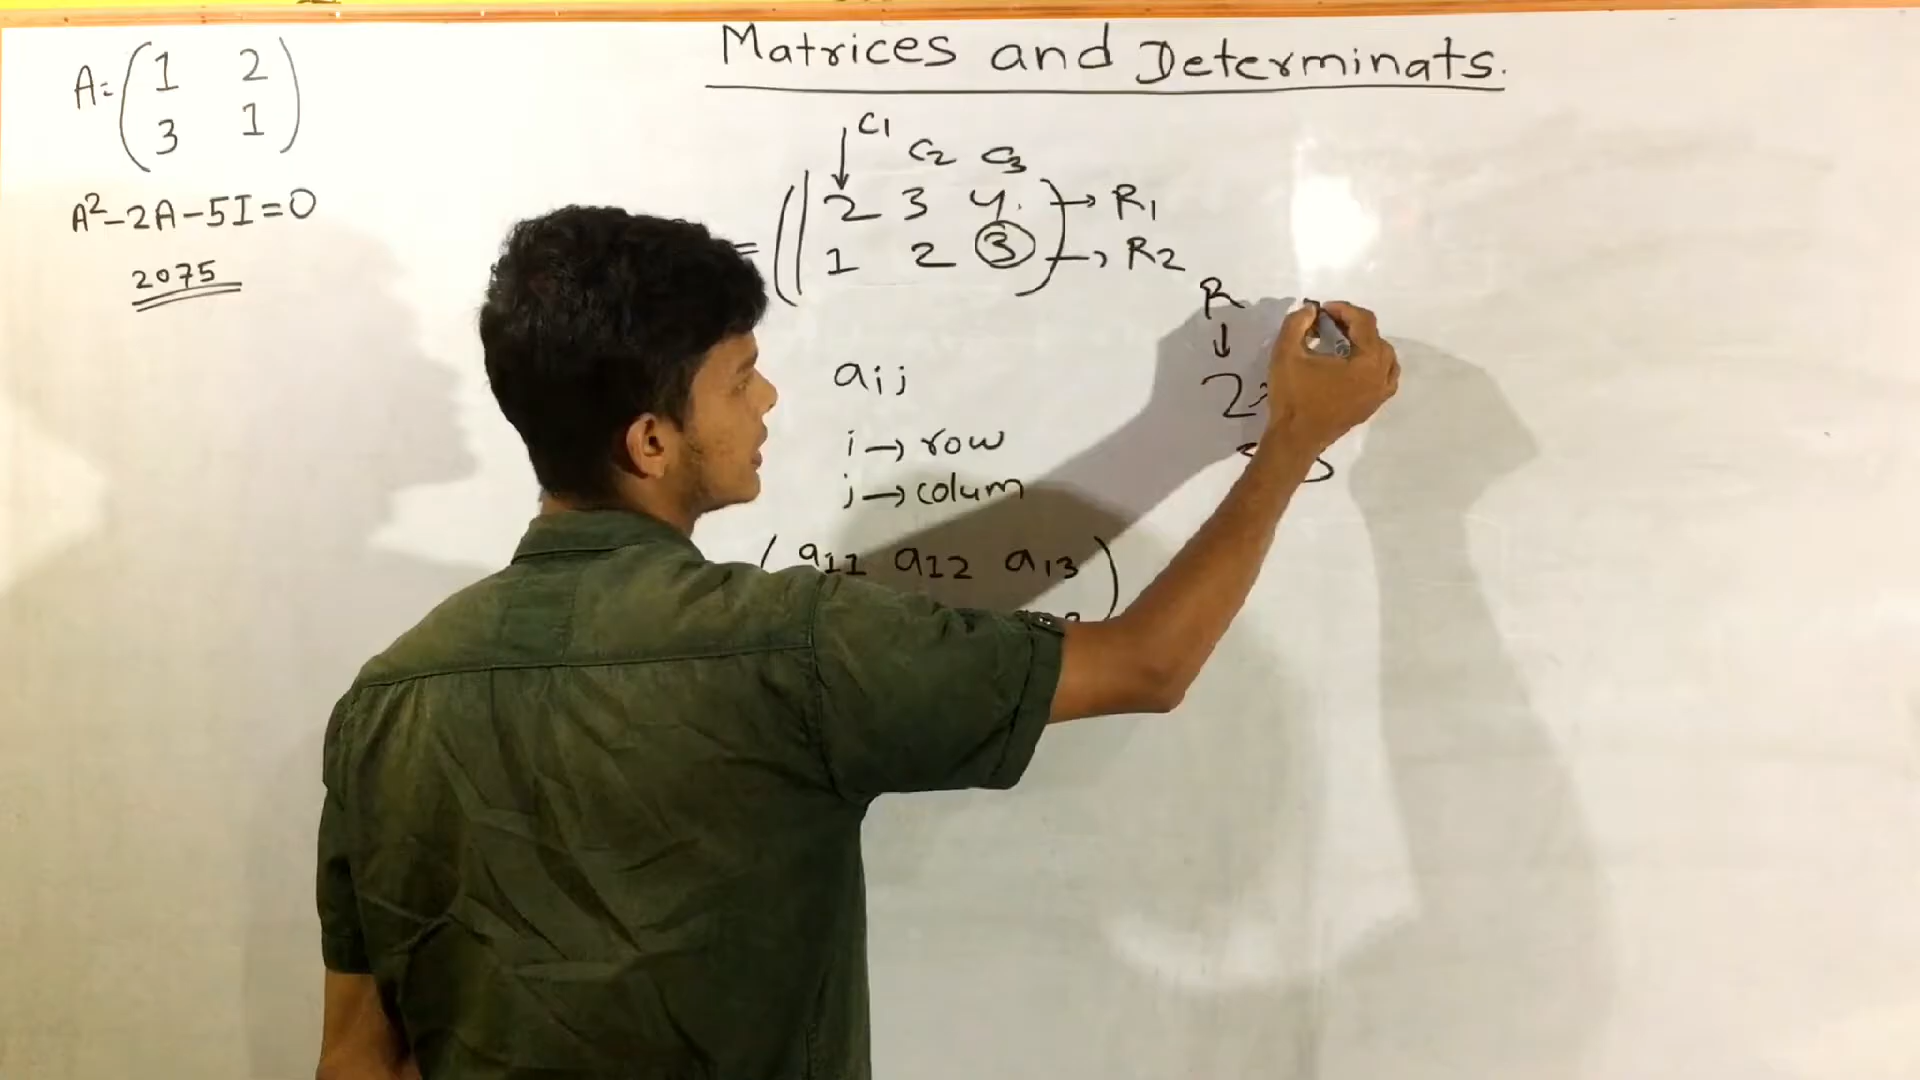 Matrices and Determinats.
A= ( 1 2
3 1 )
A²-2A-5I=0
2075
C1 C2 C3
= ( 2 3 4 ) → R1
1 2 ③ → R2
R
↓
2×
aij
i → row
j → colum
( a11 a12 a13 )